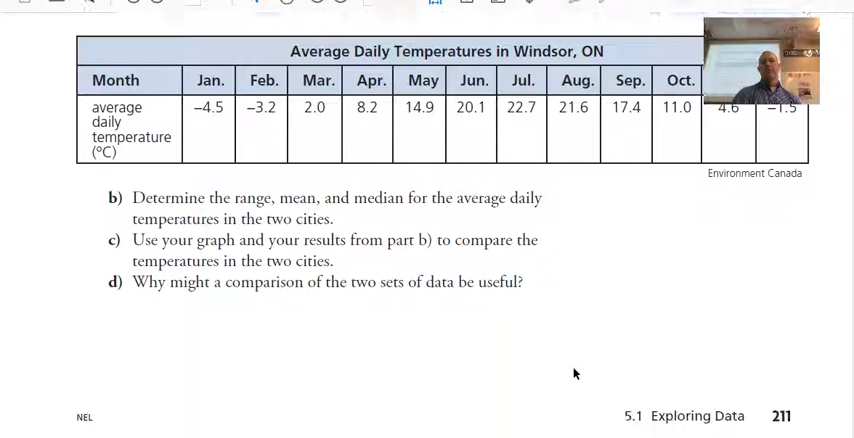 Average Daily Temperatures in Windsor, ON
Month Jan. Feb. Mar. Apr. May Jun. Jul. Aug. Sep. Oct.
average
daily
temperature
(°C)
−4.5 −3.2 2.0 8.2 14.9 20.1 22.7 21.6 17.4 11.0 4.6 −1.5
Environment Canada
b) Determine the range, mean, and median for the average daily
temperatures in the two cities.
c) Use your graph and your results from part b) to compare the
temperatures in the two cities.
d) Why might a comparison of the two sets of data be useful?
NEL
5.1 Exploring Data 211